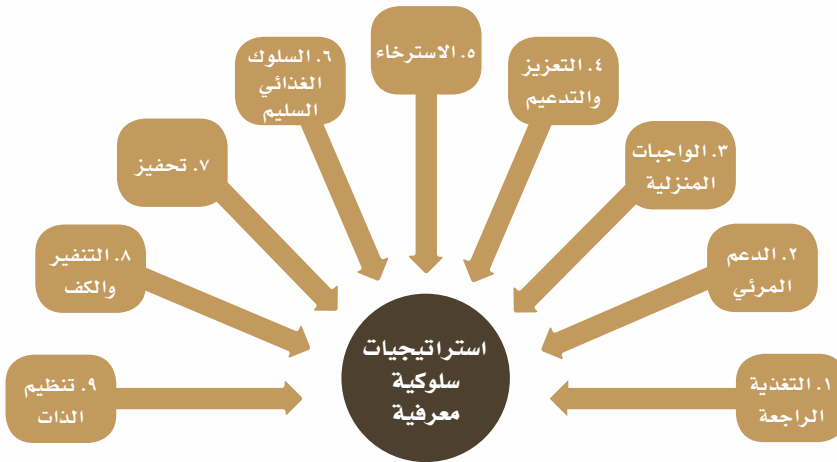 استراتيجيات
سلوكية
معرفية
١. التغذية
الراجعة
٢. الدعم
المرئي
٣. الواجبات
المنزلية
٤. التعزيز
والتدعيم
٥. الاسترخاء
٦. السلوك
الغذائي
السليم
٧. تحفيز
٨. التنفير
والكف
٩. تنظيم
الذات